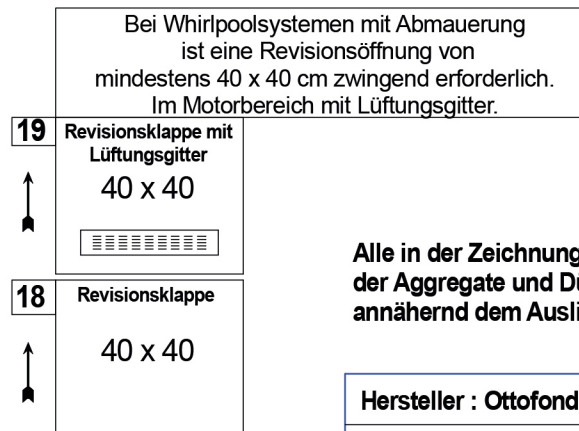 Bei Whirlpoolsystemen mit Abmauerung
ist eine Revisionsöffnung von
mindestens 40 x 40 cm zwingend erforderlich.
Im Motorbereich mit Lüftungsgitter.
19
Revisionsklappe mit
Lüftungsgitter
40 x 40
Alle in der Zeichnung
der Aggregate und
annähernd dem
18
Revisionsklappe
40 x 40
Hersteller : Ottofond